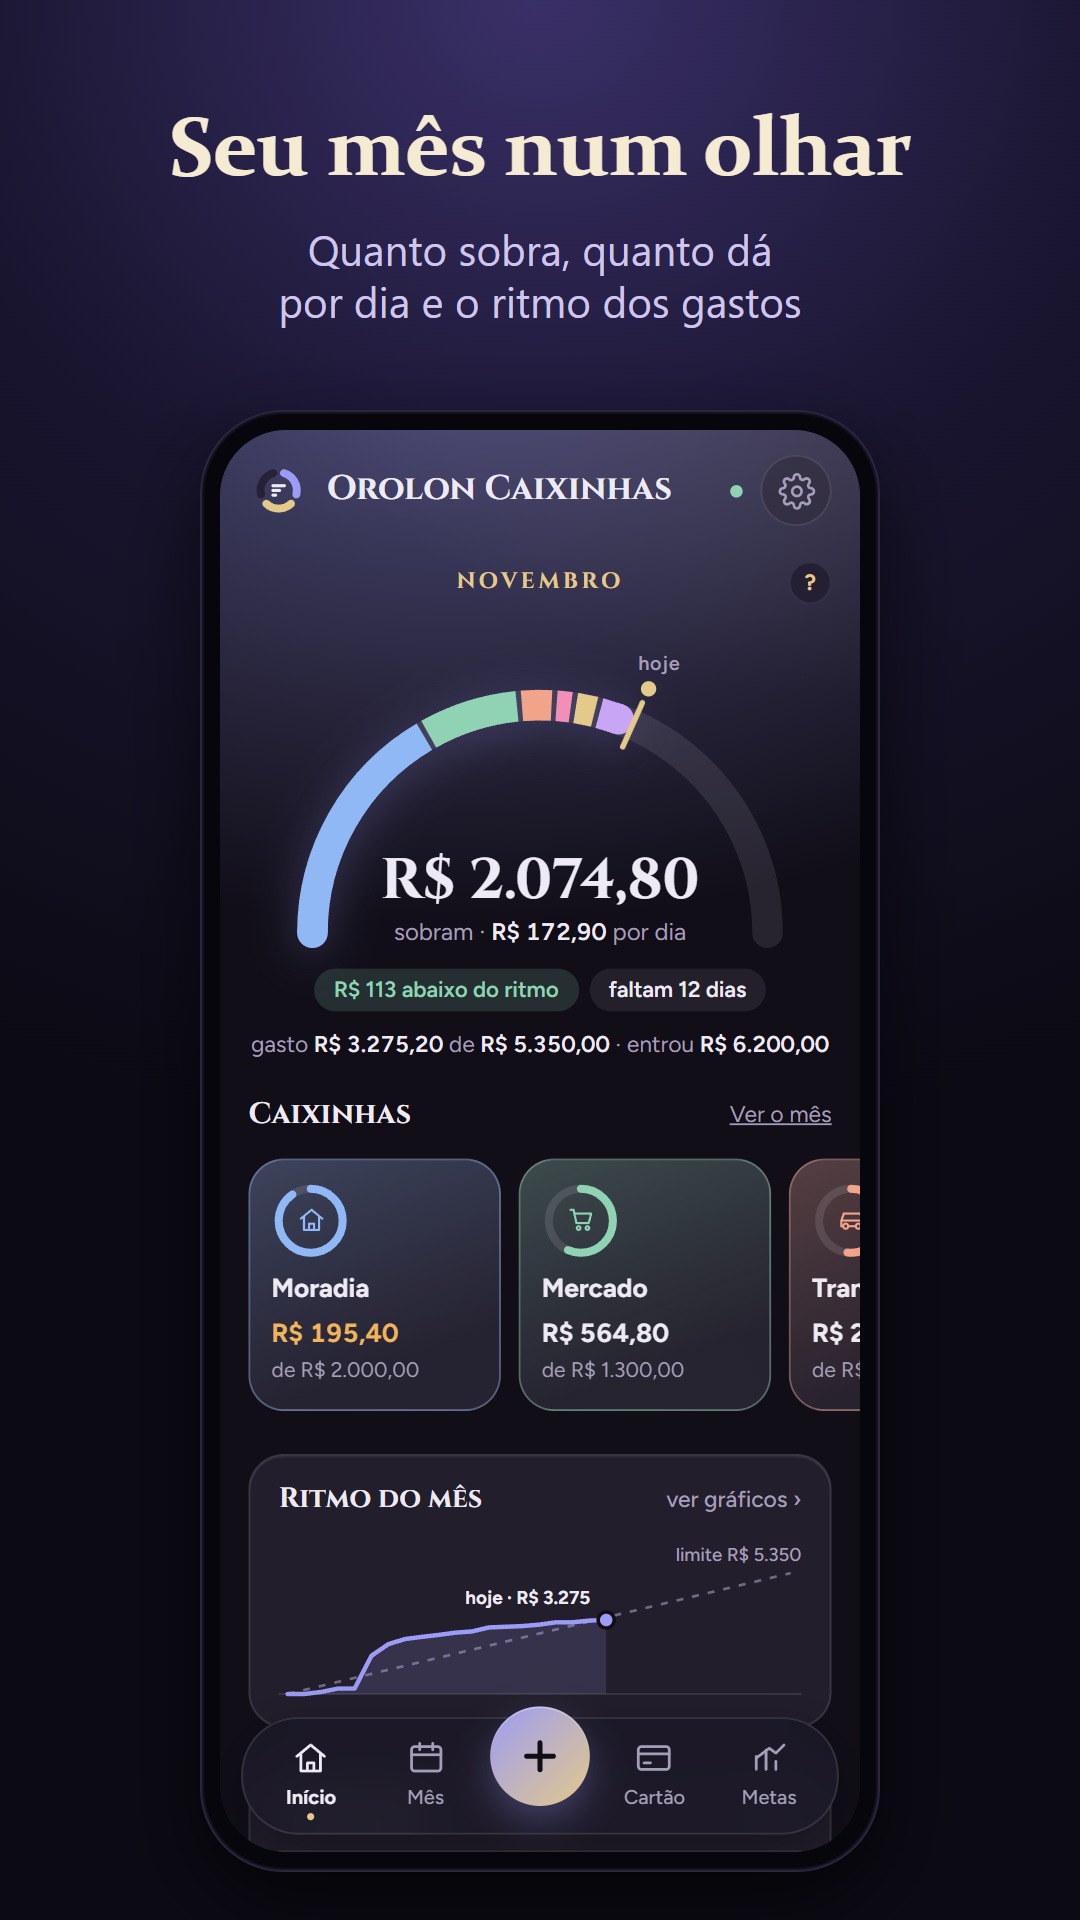 Seu mês num olhar
Quanto sobra, quanto dá
por dia e o ritmo dos gastos
Orolon Caixinhas
NOVEMBRO
?
hoje
R$ 2.074,80
sobram · R$ 172,90 por dia
R$ 113 abaixo do ritmo
faltam 12 dias
gasto R$ 3.275,20 de R$ 5.350,00 · entrou R$ 6.200,00
Caixinhas
Ver o mês
Moradia
R$ 195,40
de R$ 2.000,00
Mercado
R$ 564,80
de R$ 1.300,00
Tran
R$ 2
de R$
Ritmo do mês
ver gráficos ›
limite R$ 5.350
hoje · R$ 3.275
Início
Mês
+
Cartão
Metas